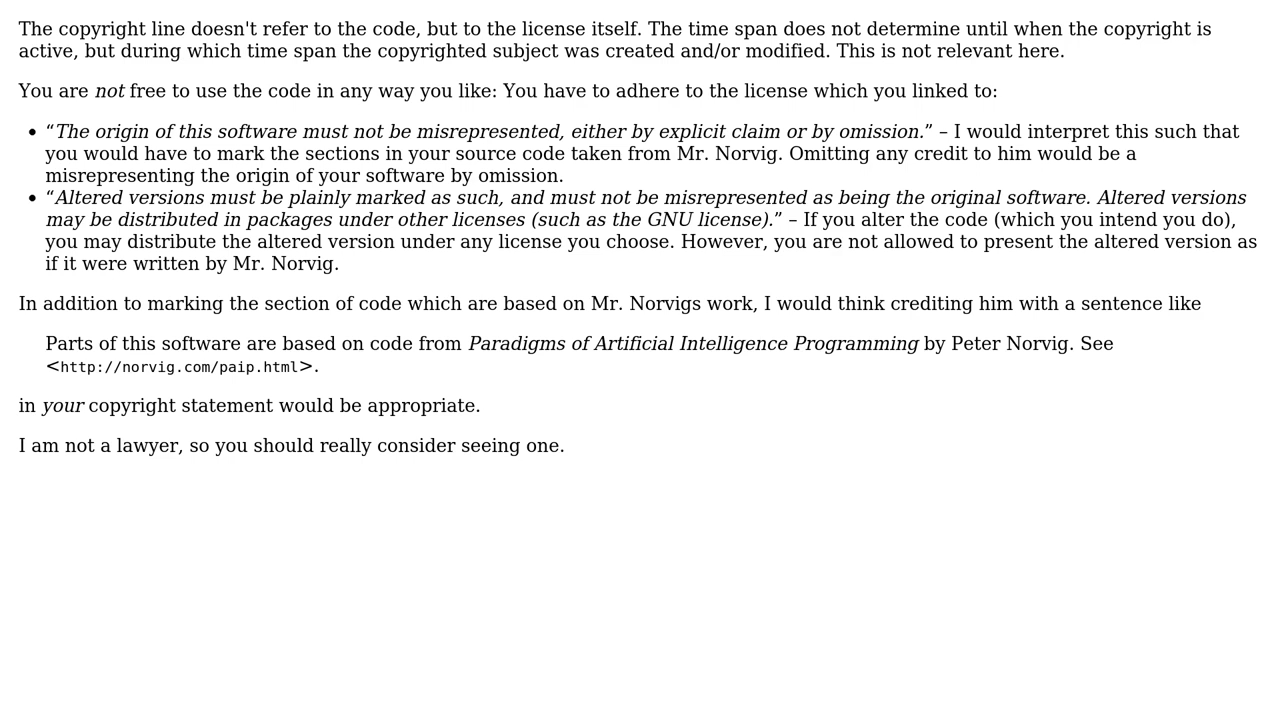 The copyright line doesn't refer to the code, but to the license itself. The time span does not determine until when the copyright is
active, but during which time span the copyrighted subject was created and/or modified. This is not relevant here.
You are not free to use the code in any way you like: You have to adhere to the license which you linked to:
• “The origin of this software must not be misrepresented, either by explicit claim or by omission.” – I would interpret this such that
you would have to mark the sections in your source code taken from Mr. Norvig. Omitting any credit to him would be a
misrepresenting the origin of your software by omission.
• “Altered versions must be plainly marked as such, and must not be misrepresented as being the original software. Altered versions
may be distributed in packages under other licenses (such as the GNU license).” – If you alter the code (which you intend you do),
you may distribute the altered version under any license you choose. However, you are not allowed to present the altered version as
if it were written by Mr. Norvig.
In addition to marking the section of code which are based on Mr. Norvigs work, I would think crediting him with a sentence like
Parts of this software are based on code from Paradigms of Artificial Intelligence Programming by Peter Norvig. See
<http://norvig.com/paip.html>.
in your copyright statement would be appropriate.
I am not a lawyer, so you should really consider seeing one.